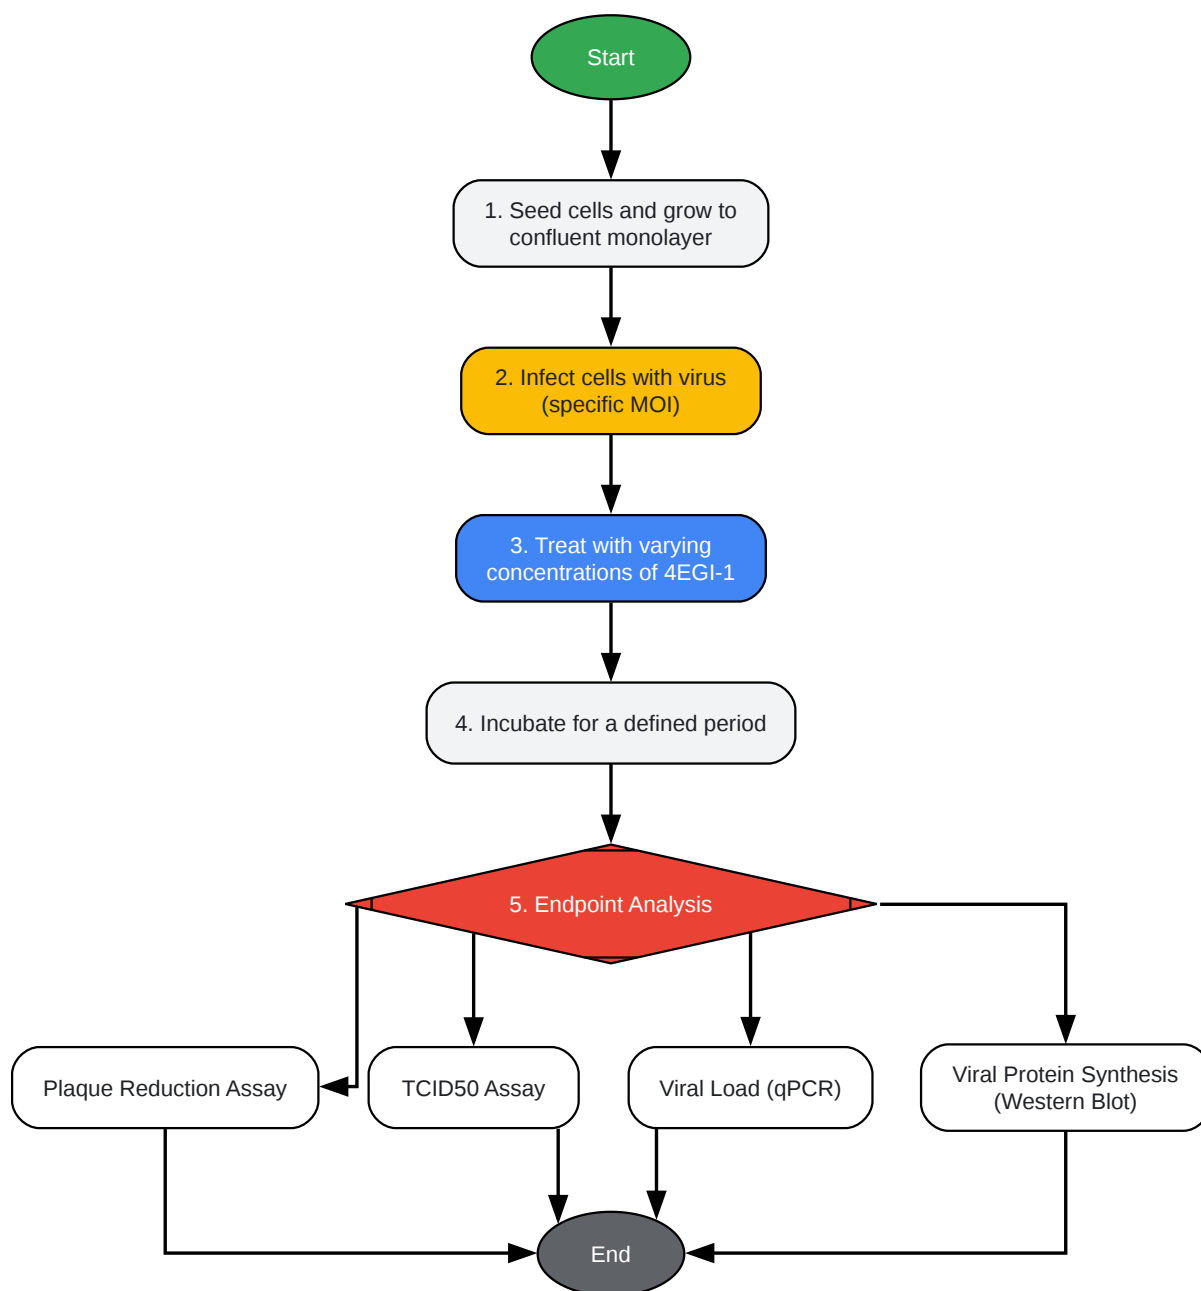 Start
1. Seed cells and grow to
confluent monolayer
2. Infect cells with virus
(specific MOI)
3. Treat with varying
concentrations of 4EGI-1
4. Incubate for a defined period
5. Endpoint Analysis
Plaque Reduction Assay
TCID50 Assay
Viral Load (qPCR)
Viral Protein Synthesis
(Western Blot)
End